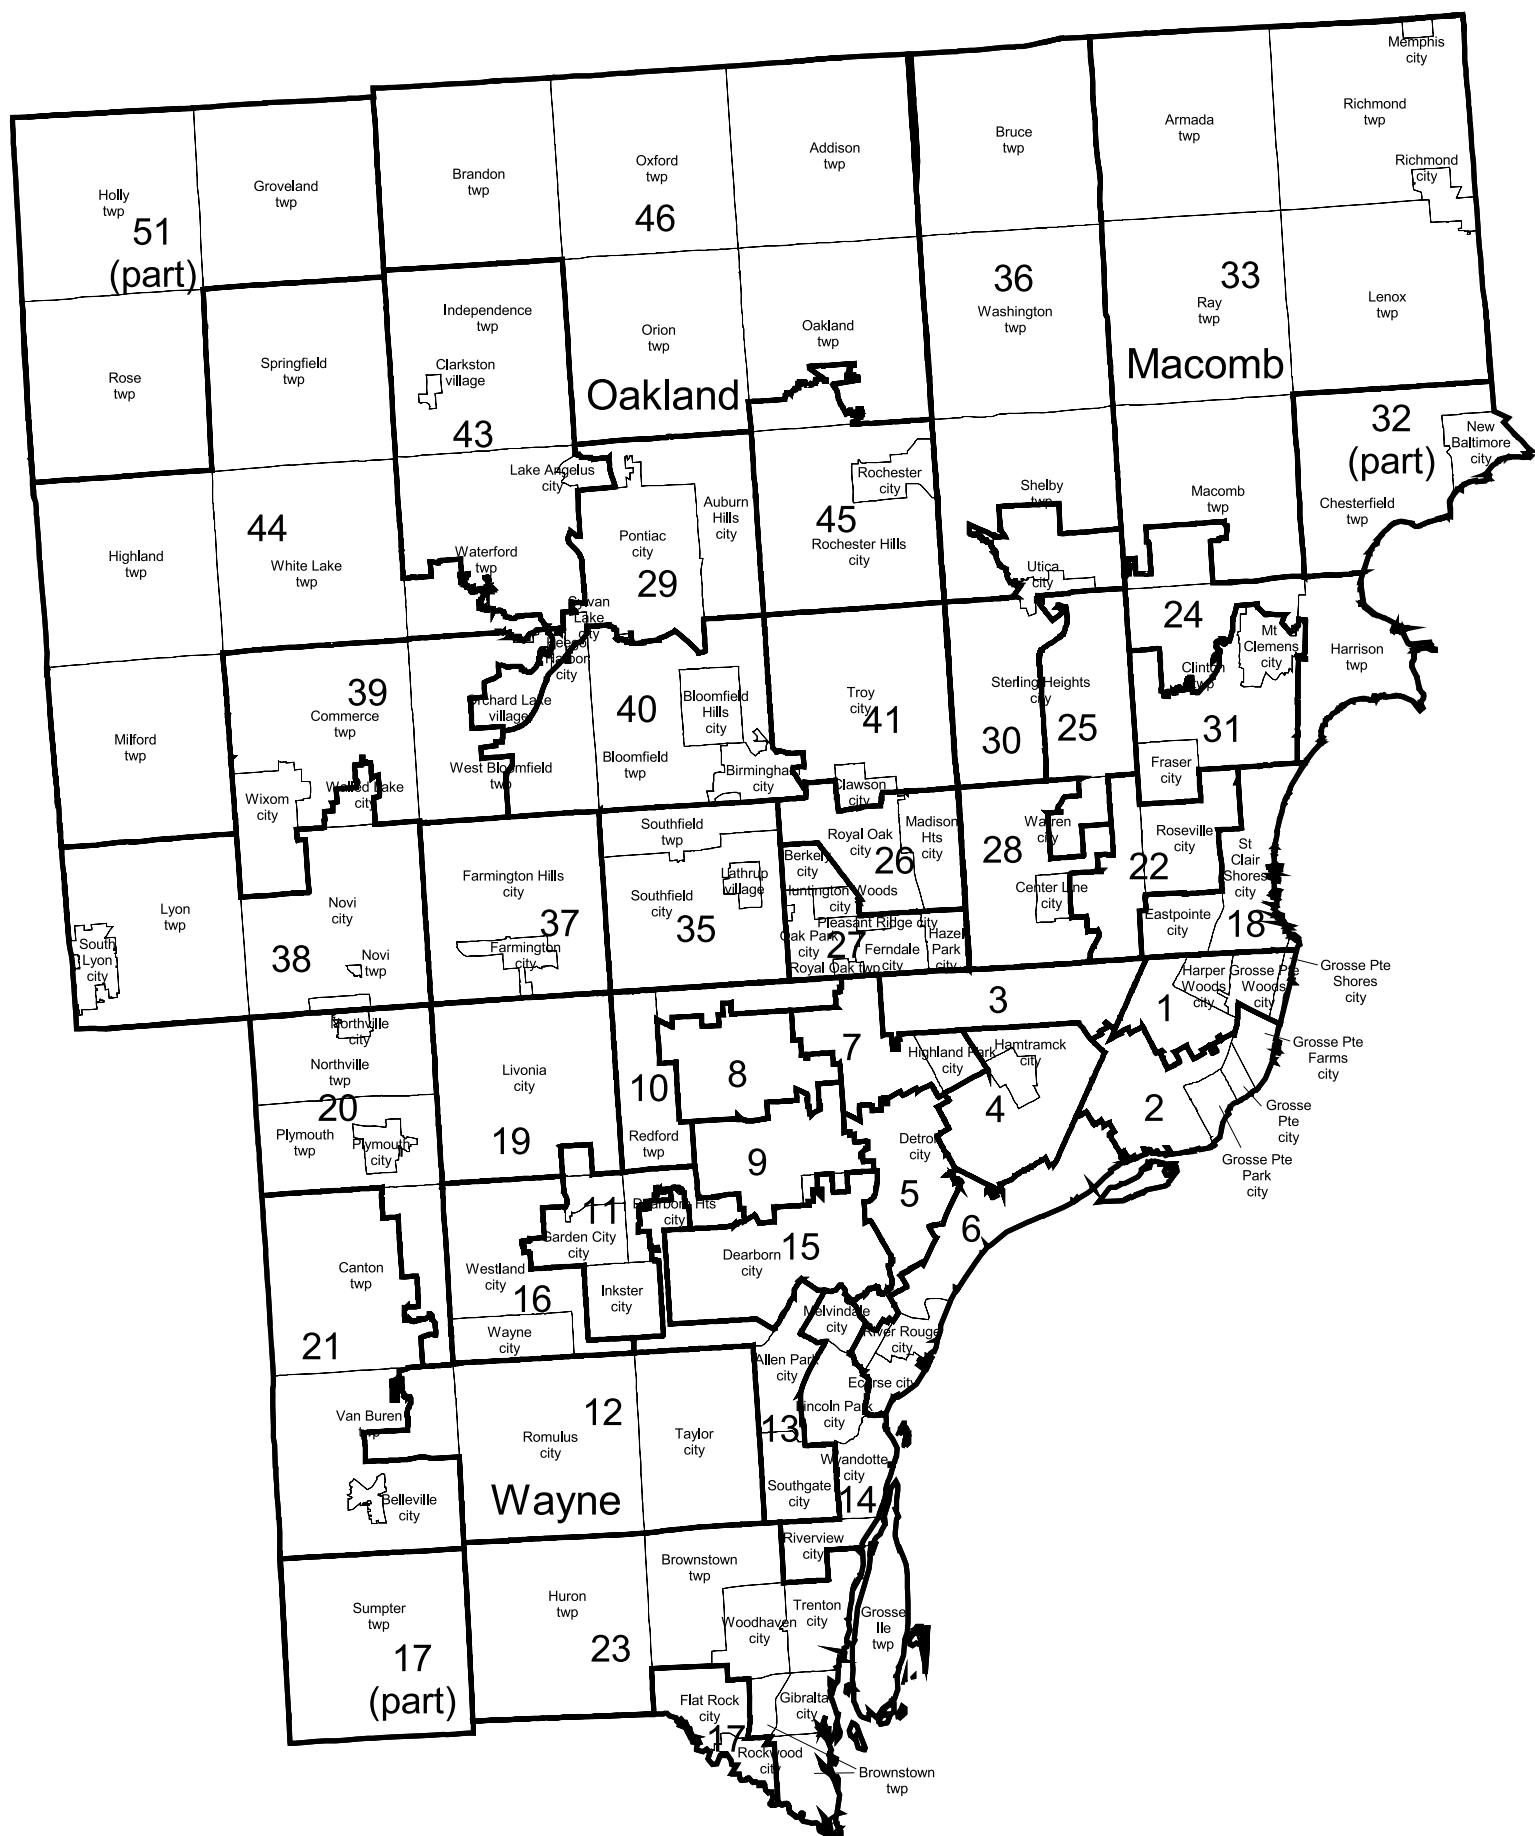 Memphis
city
Richmond
twp
Armada
twp
Bruce
twp
Addison
twp
Oxford
twp
46
Brandon
twp
Groveland
twp
Holly
twp
51
(part)
Richmond
city
36
Washington
twp
33
Ray
twp
Lenox
twp
Macomb
Independence
twp
Clarkston
village
43
Orion
twp
Oakland
twp
Oakland
Springfield
twp
Rose
twp
32
(part)
New
Baltimore
city
Chesterfield
twp
Lake Angelus
city
Rochester
city
Shelby
twp
Macomb
twp
Auburn
Hills
city
45
Rochester Hills
city
Pontiac
city
29
44
White Lake
twp
Highland
twp
Waterford
twp
Utica
city
Sylvan
Lake
city
Keego
Harbor
city
24
Mt
Clemens
city
Clinton
twp
Harrison
twp
39
Commerce
twp
Orchard Lake
village
40
Bloomfield
Hills
city
Troy
city
41
Sterling Heights
city
30
25
31
Milford
twp
West Bloomfield
twp
Bloomfield
twp
Birmingham
city
Clawson
city
Fraser
city
Wixom
city
Walled Lake
city
Southfield
twp
Royal Oak
city
Madison
Hts
city
26
Warren
city
28
Roseville
city
22
St
Clair
Shores
city
Berkley
city
Farmington Hills
city
Southfield
city
Lathrup
village
35
Huntington Woods
city
Center Line
city
Lyon
twp
Novi
city
37
Pleasant Ridge city
Eastpointe
city
18
South
Lyon
city
38
Novi
twp
Farmington
city
Oak Park
city
27
Ferndale
city
Hazel
Park
city
Royal Oak twp
Harper
Woods
city
Grosse Pte
Woods
city
Grosse Pte
Shores
city
3
1
Northville
city
Northville
twp
Livonia
city
10
8
7
Highland Park
city
Hamtramck
city
Grosse Pte
Farms
city
20
4
2
Grosse
Pte
city
Plymouth
twp
Plymouth
city
19
Redford
twp
9
Detroit
city
Grosse Pte
Park
city
5
11
Dearborn Hts
city
6
Garden City
city
Canton
twp
Westland
city
16
Dearborn
city
15
Inkster
city
21
Wayne
city
Melvindale
city
River Rouge
city
Allen Park
city
Ecorse city
Van Buren
twp
12
Romulus
city
Taylor
city
13
Lincoln Park
city
Wyandotte
city
Belleville
city
Wayne
Southgate
city
14
Riverview
city
Brownstown
twp
Sumpter
twp
Huron
twp
Trenton
city
Grosse
Ile
twp
Woodhaven
city
17
(part)
23
Flat Rock
city
Gibraltar
city
17
Rockwood
city
Brownstown
twp